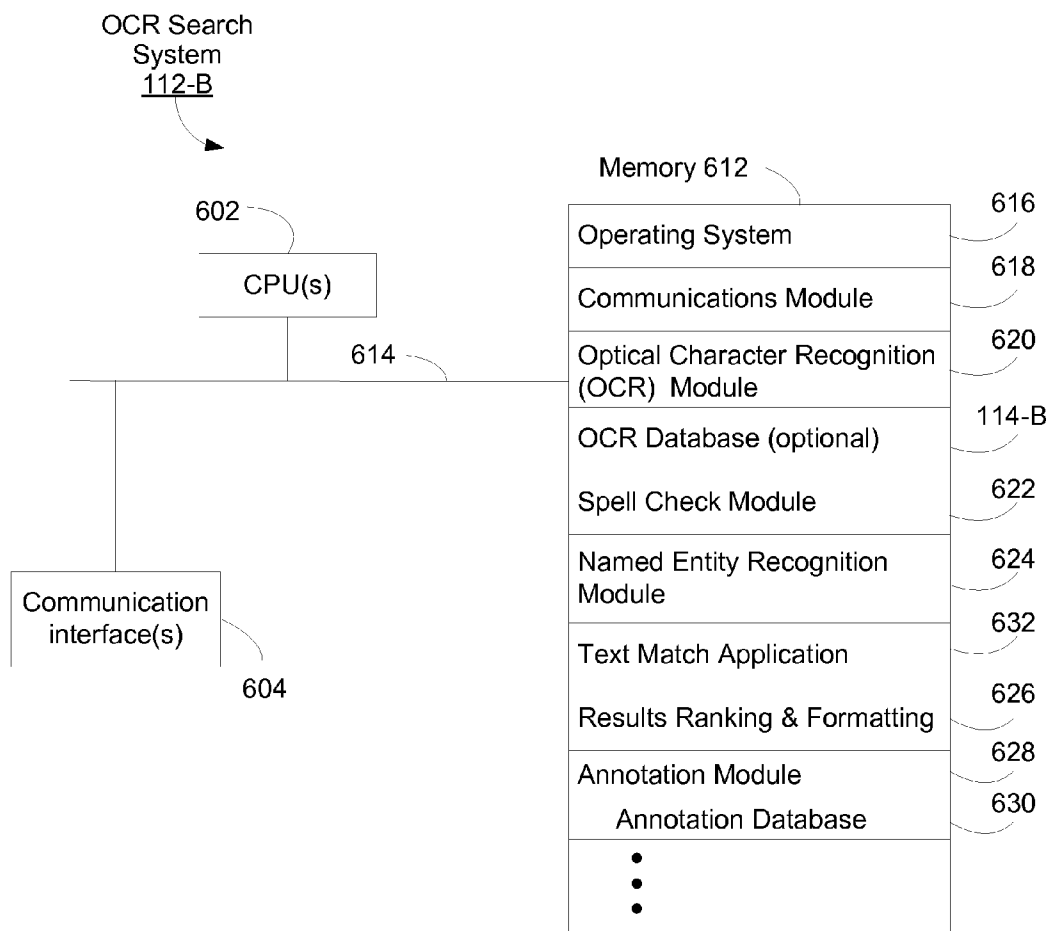 OCR Search
System
112-B
Memory 612
616
602
Operating System
618
CPU(s)
Communications Module
614
620
Optical Character Recognition
(OCR) Module
114-B
OCR Database (optional)
622
Spell Check Module
624
Named Entity Recognition
Module
Communication
interface(s)
632
Text Match Application
604
626
Results Ranking & Formatting
628
Annotation Module
630
Annotation Database